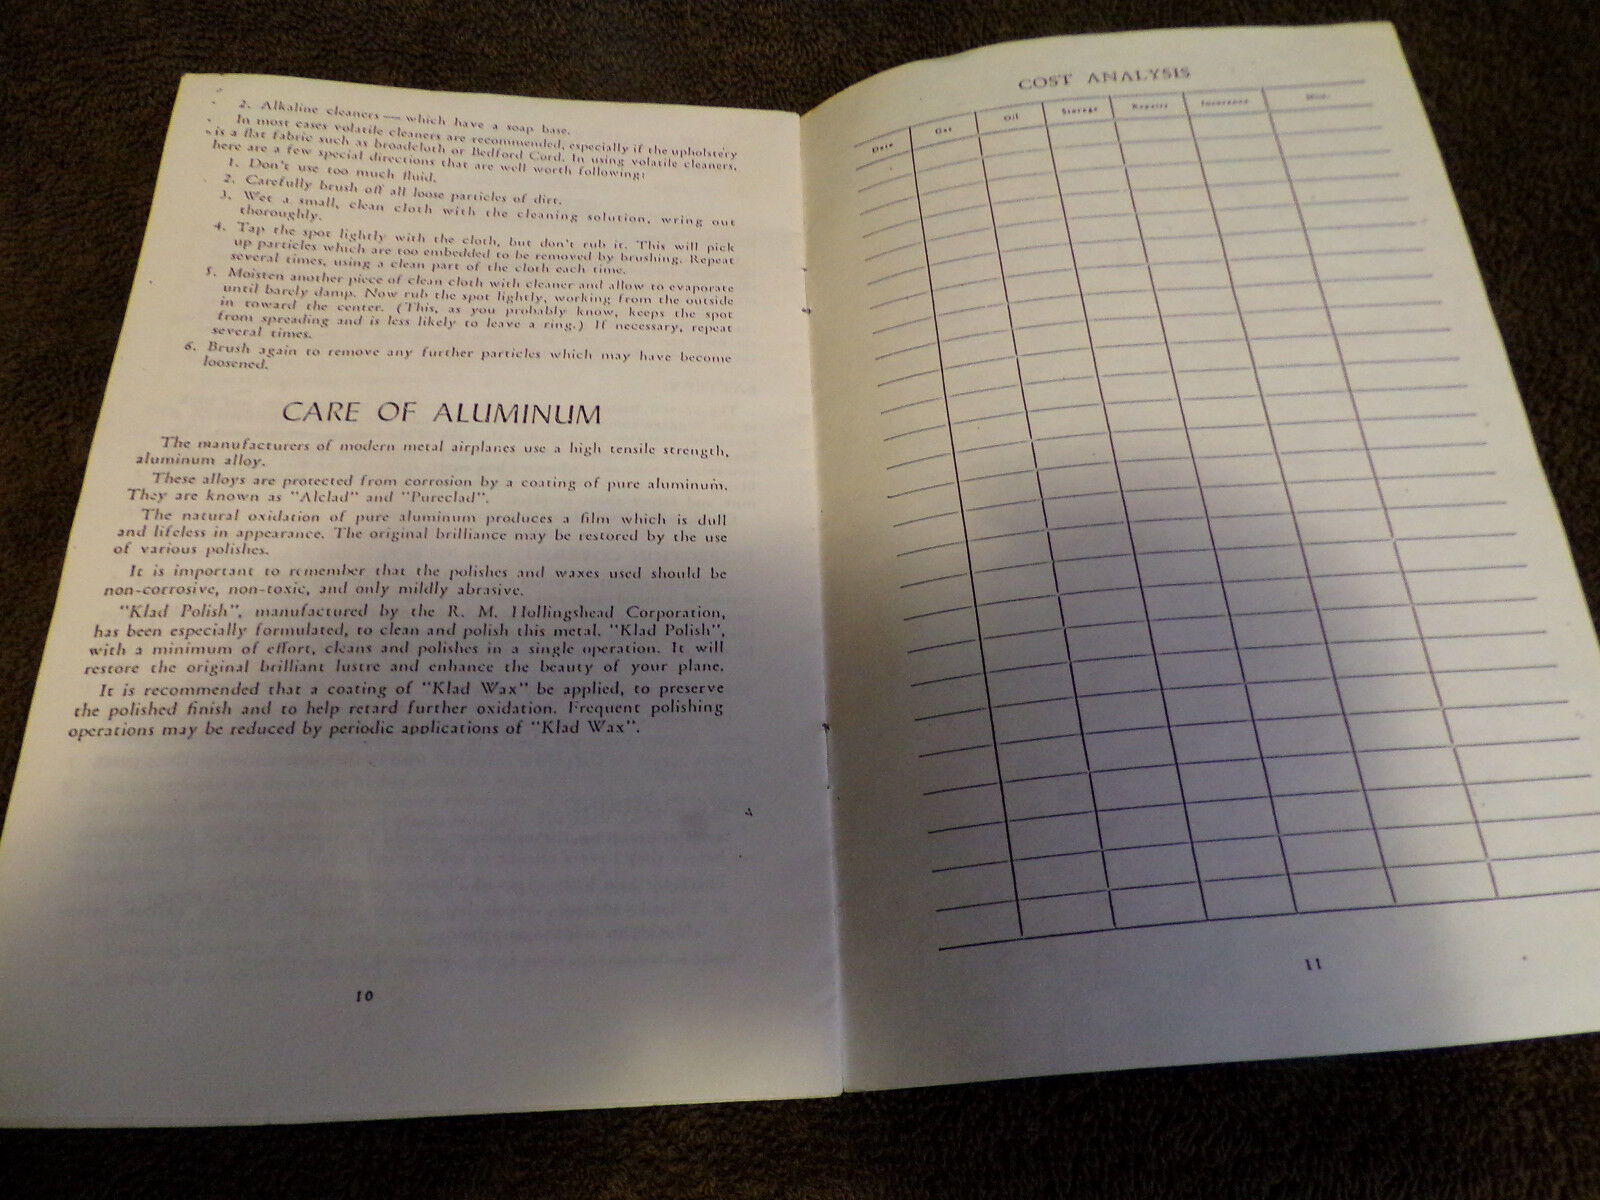 2. Alkaline cleaners — which have a soap base.
In most cases volatile cleaners are recommended, especially if the upholstery
is a flat fabric such as broadcloth or Bedford Cord. In using volatile cleaners,
here are a few special directions that are well worth following:
1. Don't use too much fluid.
2. Carefully brush off all loose particles of dirt.
3. Wet a small, clean cloth with the cleaning solution, wring out
thoroughly.
4. Tap the spot lightly with the cloth, but don't rub it. This will pick
up particles which are too embedded to be removed by brushing. Repeat
several times, using a clean part of the cloth each time.
5. Moisten another piece of clean cloth with cleaner and allow to evaporate
until barely damp. Now rub the spot lightly, working from the outside
in toward the center. (This, as you probably know, keeps the spot
from spreading and is less likely to leave a ring.) If necessary, repeat
several times.
6. Brush again to remove any further particles which may have become
loosened.
CARE OF ALUMINUM
The manufacturers of modern metal airplanes use a high tensile strength,
aluminum alloy.
These alloys are protected from corrosion by a coating of pure aluminum.
They are known as "Alclad" and "Pureclad".
The natural oxidation of pure aluminum produces a film which is dull
and lifeless in appearance. The original brilliance may be restored by the use
of various polishes.
It is important to remember that the polishes and waxes used should be
non-corrosive, non-toxic, and only mildly abrasive.
"Klad Polish", manufactured by the R. M. Hollingshead Corporation,
has been especially formulated, to clean and polish this metal. "Klad Polish",
with a minimum of effort, cleans and polishes in a single operation. It will
restore the original brilliant lustre and enhance the beauty of your plane.
It is recommended that a coating of "Klad Wax" be applied, to preserve
the polished finish and to help retard further oxidation. Frequent polishing
operations may be reduced by periodic applications of "Klad Wax".
10
COST ANALYSIS
Date Gas Oil Storage Repairs Insurance Misc.
11